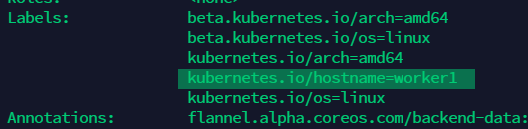 Roles: <none>
Labels: beta.kubernetes.io/arch=amd64
beta.kubernetes.io/os=linux
kubernetes.io/arch=amd64
kubernetes.io/hostname=worker1
kubernetes.io/os=linux
Annotations: flannel.alpha.coreos.com/backend-data: